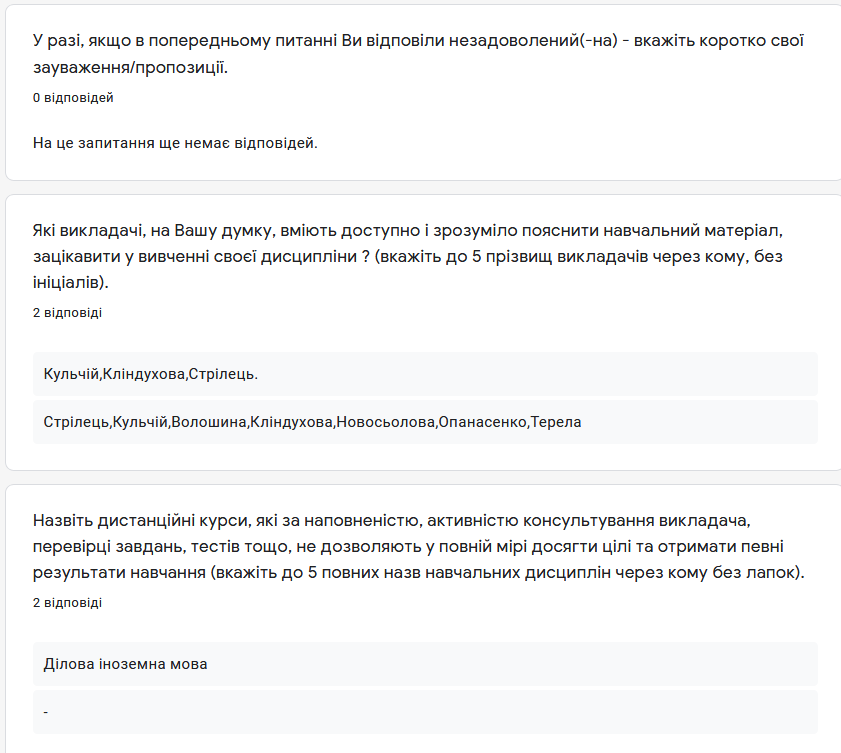 У разі, якщо в попередньому питанні Ви відповіли незадоволений(-на) - вкажіть коротко свої
зауваження/пропозиції.
0 відповідей
На це запитання ще немає відповідей.
Які викладачі, на Вашу думку, вміють доступно і зрозуміло пояснити навчальний матеріал,
зацікавити у вивченні своєї дисципліни ? (вкажіть до 5 прізвищ викладачів через кому, без
ініціалів).
2 відповіді
Кульчій,Кліндухова,Стрілець.
Стрілець,Кульчій,Волошина,Кліндухова,Новосьолова,Опанасенко,Терела
Назвіть дистанційні курси, які за наповненістю, активністю консультування викладача,
перевірці завдань, тестів тощо, не дозволяють у повній мірі досягти цілі та отримати певні
результати навчання (вкажіть до 5 повних назв навчальних дисциплін через кому без лапок).
2 відповіді
Ділова іноземна мова
-